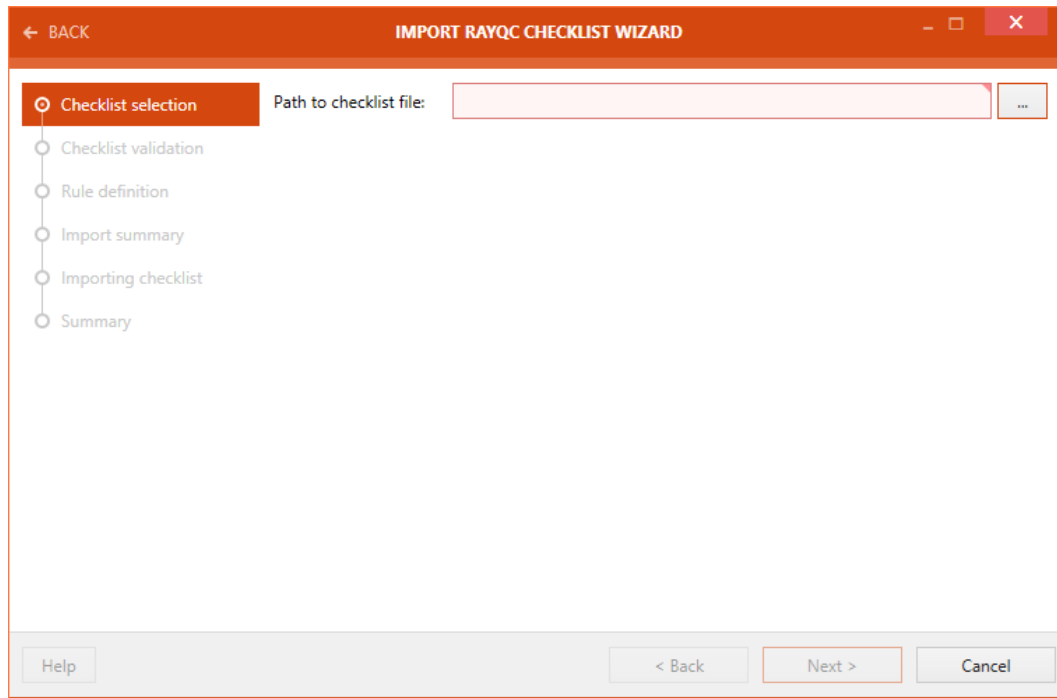 ← BACK
IMPORT RAYQC CHECKLIST WIZARD
Checklist selection
Path to checklist file:
...
Checklist validation
Rule definition
Import summary
Importing checklist
Summary
Help
< Back
Next >
Cancel